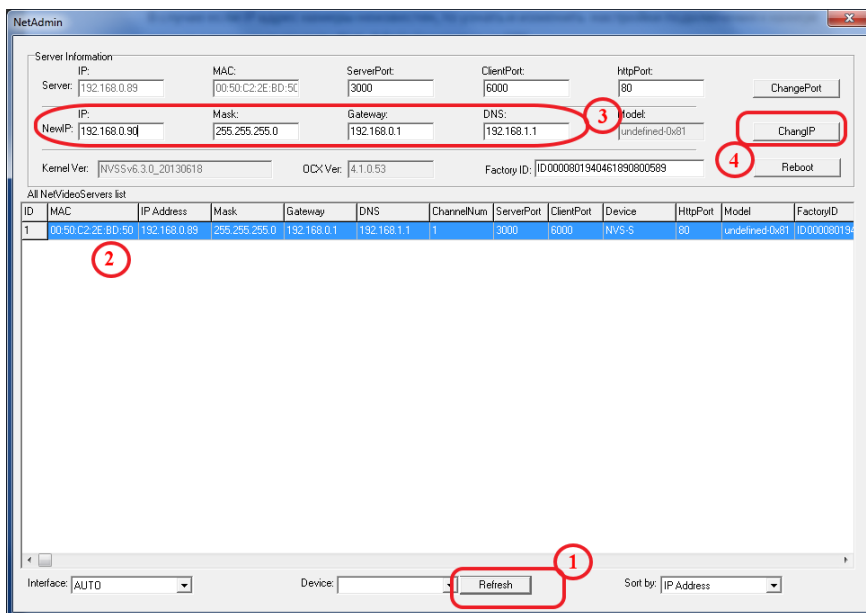 NetAdmin
Server Information
IP: MAC: ServerPort: ClientPort: httpPort:
Server: 192.168.0.89 00:50:C2:2E:BD:5C 3000 6000 80 ChangePort
IP: Mask: Gateway: DNS: Model:
NewIP: 192.168.0.90 255.255.255.0 192.168.0.1 192.168.1.1 undefined-0x81 ChangIP
3
4
Kernel Ver: NVSSv6.3.0_20130618 OCX Ver: 4.1.0.53 Factory ID: ID0000801940461890800589 Reboot
All NetVideoServers list
ID MAC IP Address Mask Gateway DNS ChannelNum ServerPort ClientPort Device HttpPort Model FactoryID
1 00:50:C2:2E:BD:50 192.168.0.89 255.255.255.0 192.168.0.1 192.168.1.1 1 3000 6000 NVS-S 80 undefined-0x81 ID000080194
2
1
Interface: AUTO Device: Refresh Sort by: IP Address